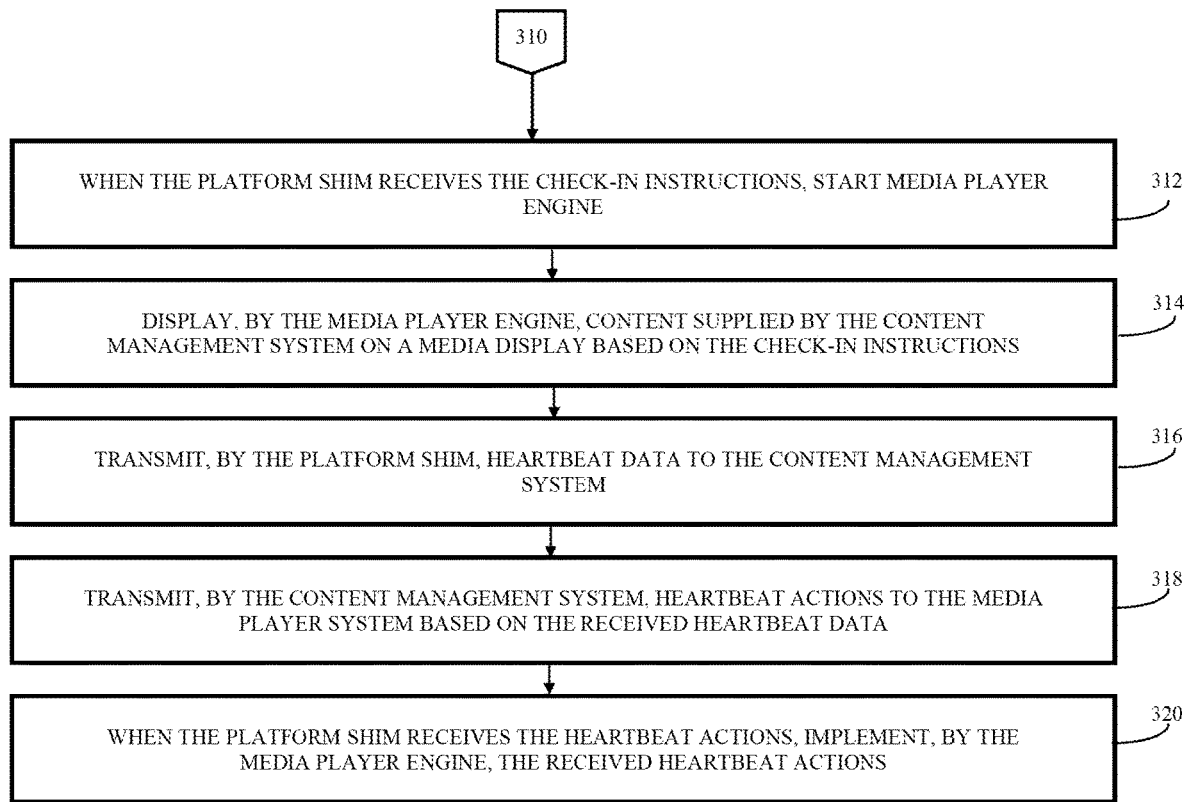 310
WHEN THE PLATFORM SHIM RECEIVES THE CHECK-IN INSTRUCTIONS, START MEDIA PLAYER
ENGINE
312
DISPLAY, BY THE MEDIA PLAYER ENGINE, CONTENT SUPPLIED BY THE CONTENT
MANAGEMENT SYSTEM ON A MEDIA DISPLAY BASED ON THE CHECK-IN INSTRUCTIONS
314
TRANSMIT, BY THE PLATFORM SHIM, HEARTBEAT DATA TO THE CONTENT MANAGEMENT
SYSTEM
316
TRANSMIT, BY THE CONTENT MANAGEMENT SYSTEM, HEARTBEAT ACTIONS TO THE MEDIA
PLAYER SYSTEM BASED ON THE RECEIVED HEARTBEAT DATA
318
WHEN THE PLATFORM SHIM RECEIVES THE HEARTBEAT ACTIONS, IMPLEMENT, BY THE
MEDIA PLAYER ENGINE, THE RECEIVED HEARTBEAT ACTIONS
320